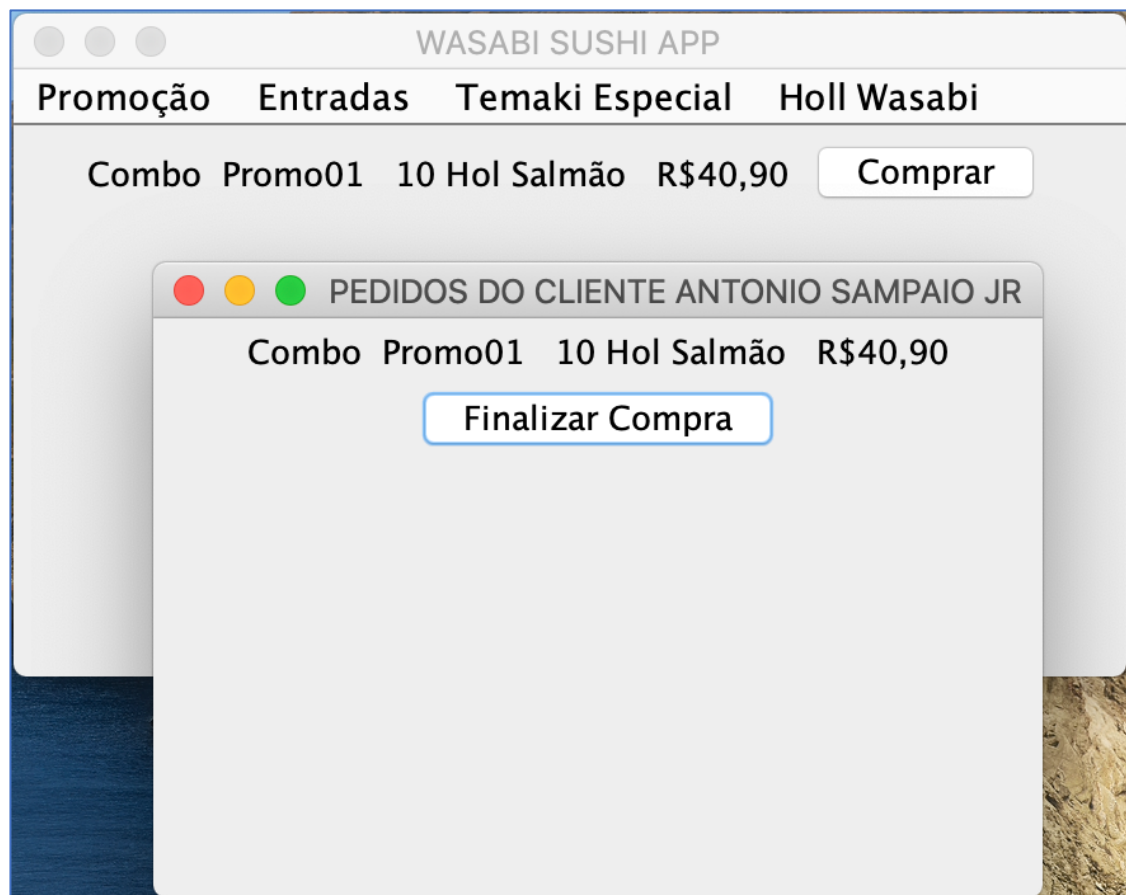 WASABI SUSHI APP
Promoção Entradas Temaki Especial Holl Wasabi
Combo Promo01 10 Hol Salmão R$40,90 Comprar
PEDIDOS DO CLIENTE ANTONIO SAMPAIO JR
Combo Promo01 10 Hol Salmão R$40,90
Finalizar Compra